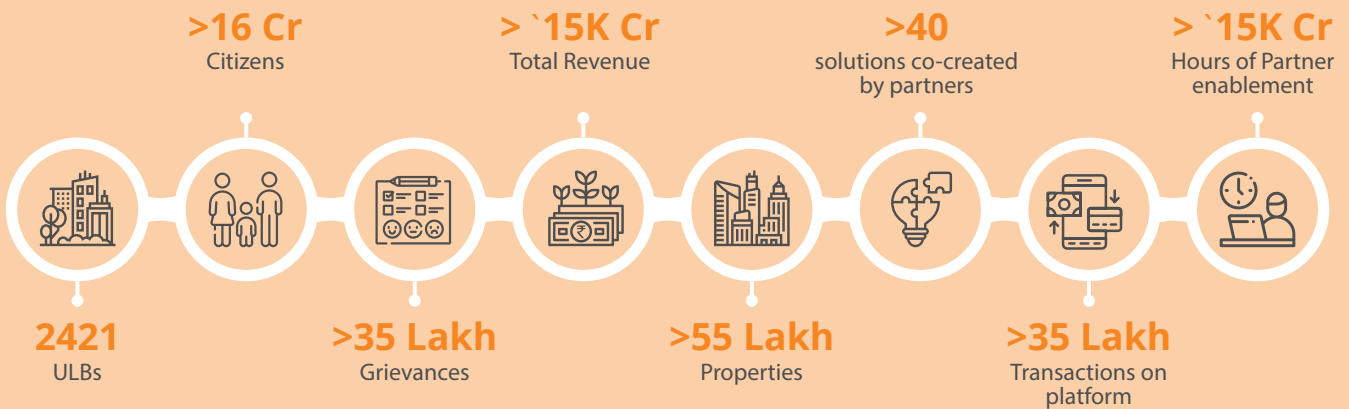 >16 Cr
Citizens
> `15K Cr
Total Revenue
>40
solutions co-created
by partners
> `15K Cr
Hours of Partner
enablement
₹
2421
ULBs
>35 Lakh
Grievances
>55 Lakh
Properties
>35 Lakh
Transactions on
platform